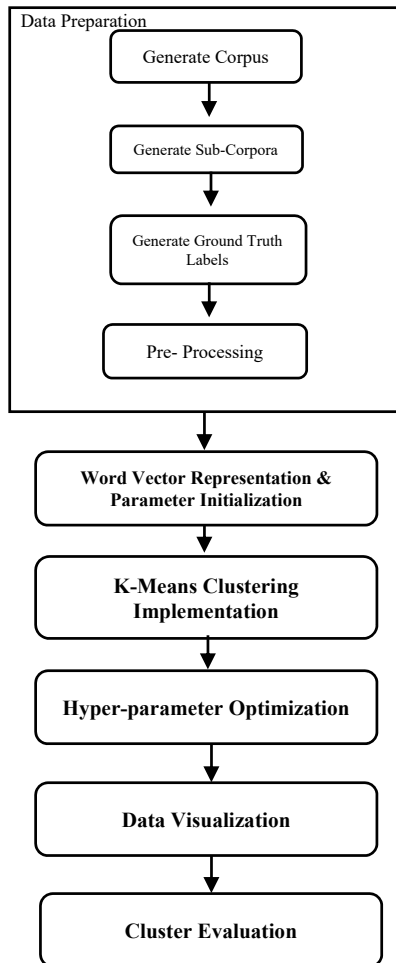 Data Preparation
Generate Corpus
Generate Sub-Corpora
Generate Ground Truth
Labels
Pre- Processing
Word Vector Representation &
Parameter Initialization
K-Means Clustering
Implementation
Hyper-parameter Optimization
Data Visualization
Cluster Evaluation